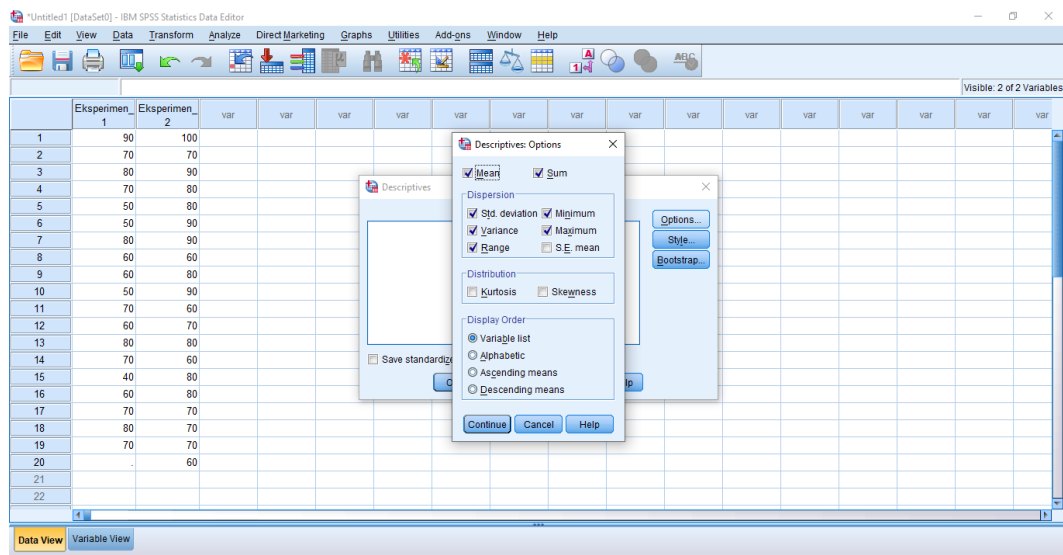 *Untitled1 [DataSet0] - IBM SPSS Statistics Data Editor
File Edit View Data Transform Analyze Direct Marketing Graphs Utilities Add-ons Window Help
Visible: 2 of 2 Variables
Eksperimen_1 Eksperimen_2 var var var var var var var var var var var var var var var
1 90 100
2 70 70
3 80 90
4 70 80
5 50 80
6 50 90
7 80 90
8 60 60
9 60 80
10 50 90
11 70 60
12 60 70
13 80 80
14 70 60
15 40 80
16 60 80
17 70 70
18 80 70
19 70 70
20 . 60
21
22
Descriptives
Options...
Style...
Bootstrap...
Save standardize
Descriptives: Options
Mean Sum
Dispersion
Std. deviation Minimum
Variance Maximum
Range S.E. mean
Distribution
Kurtosis Skewness
Display Order
Variable list
Alphabetic
Ascending means
Descending means
Continue Cancel Help
Data View Variable View